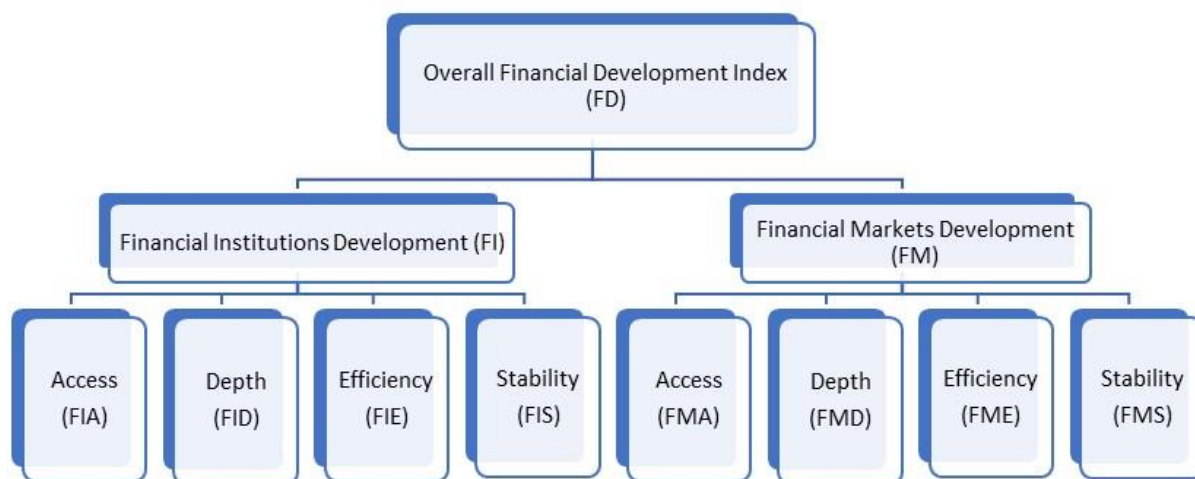 Overall Financial Development Index
(FD)
Financial Institutions Development (FI)
Financial Markets Development
(FM)
Access
(FIA)
Depth
(FID)
Efficiency
(FIE)
Stability
(FIS)
Access
(FMA)
Depth
(FMD)
Efficiency
(FME)
Stability
(FMS)